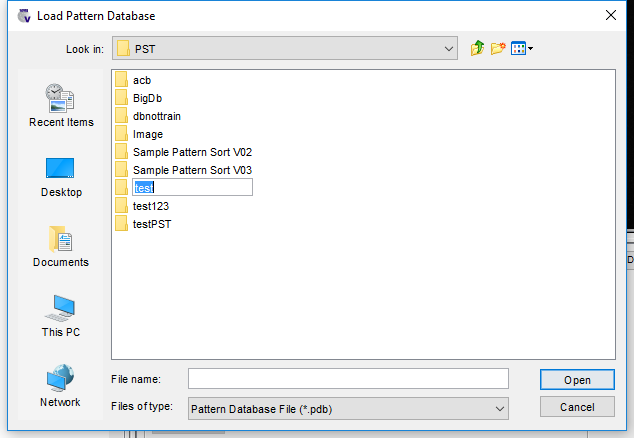 Load Pattern Database
Look in:
PST
acb
BigDb
dbnottrain
Image
Sample Pattern Sort V02
Sample Pattern Sort V03
test
test123
testPST
Recent Items
Desktop
Documents
This PC
Network
File name:
Open
Files of type:
Pattern Database File (*.pdb)
Cancel
D